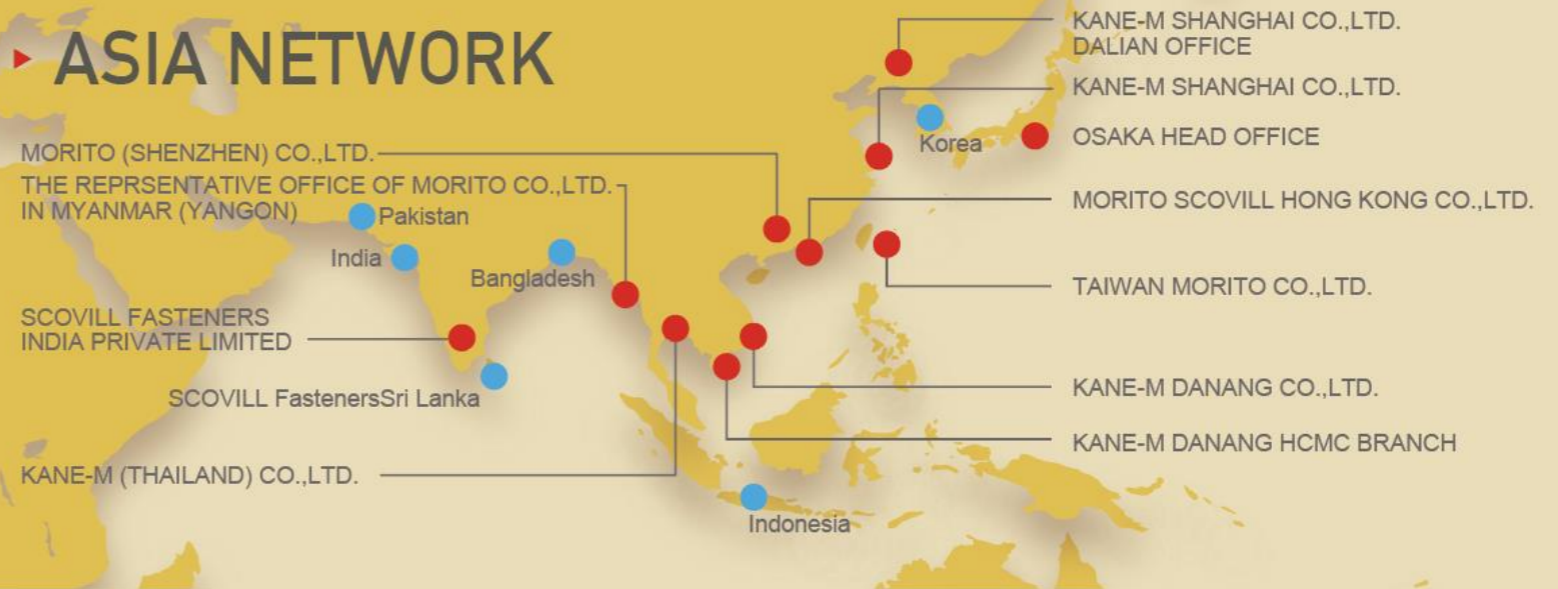 ASIA NETWORK
MORITO (SHENZHEN) CO.,LTD.
THE REPRSENTATIVE OFFICE OF MORITO CO.,LTD.
IN MYANMAR (YANGON)
Pakistan
India
Bangladesh
SCOVILL FASTENERS
INDIA PRIVATE LIMITED
SCOVILL FastenersSri Lanka
KANE-M (THAILAND) CO.,LTD.
Indonesia
Korea
KANE-M SHANGHAI CO.,LTD.
DALIAN OFFICE
KANE-M SHANGHAI CO.,LTD.
OSAKA HEAD OFFICE
MORITO SCOVILL HONG KONG CO.,LTD.
TAIWAN MORITO CO.,LTD.
KANE-M DANANG CO.,LTD.
KANE-M DANANG HCMC BRANCH